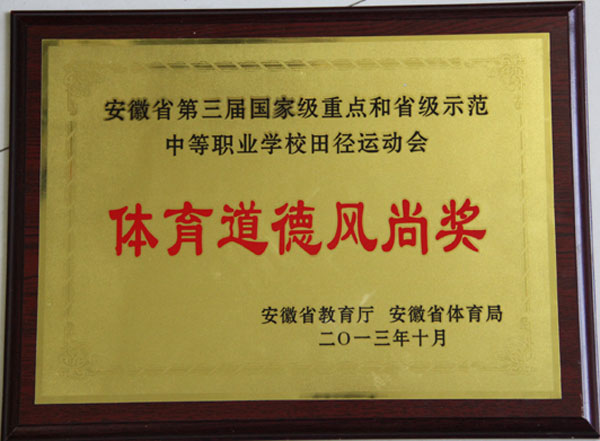 安徽省第三届国家级重点和省级示范
中等职业学校田径运动会
体育道德风尚奖
安徽省教育厅 安徽省体育局
二〇一三年十月